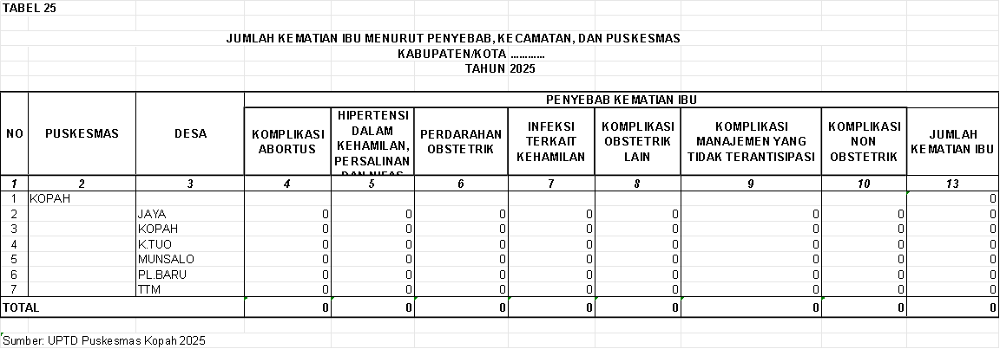 TABEL 25
JUMLAH KEMATIAN IBU MENURUT PENYEBAB, KECAMATAN, DAN PUSKESMAS
KABUPATEN/KOTA ............
TAHUN 2025
NO PUSKESMAS DESA PENYEBAB KEMATIAN IBU
KOMPLIKASI ABORTUS
HIPERTENSI DALAM KEHAMILAN, PERSALINAN DAN NIFAS
PERDARAHAN OBSTETRIK
INFEKSI TERKAIT KEHAMILAN
KOMPLIKASI OBSTETRIK LAIN
KOMPLIKASI MANAJEMEN YANG TIDAK TERANTISIPASI
KOMPLIKASI NON OBSTETRIK
JUMLAH KEMATIAN IBU
1 2 3 4 5 6 7 8 9 10 13
1 KOPAH 0
2 JAYA 0 0 0 0 0 0 0 0
3 KOPAH 0 0 0 0 0 0 0 0
4 K.TUO 0 0 0 0 0 0 0 0
5 MUNSALO 0 0 0 0 0 0 0 0
6 PL.BARU 0 0 0 0 0 0 0 0
7 TTM 0 0 0 0 0 0 0 0
TOTAL 0 0 0 0 0 0 0 0
Sumber: UPTD Puskesmas Kopah 2025